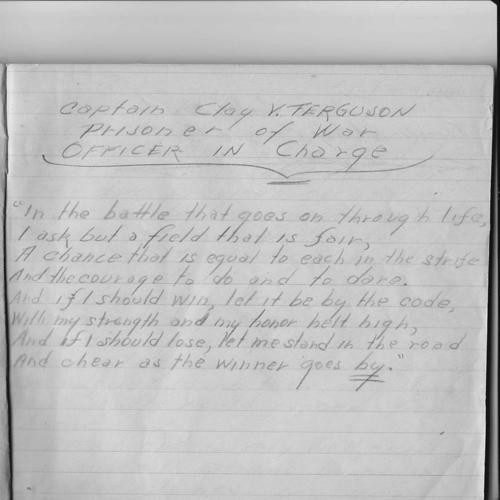 Captain Clay V. FERGUSON
Prisoner of War
OFFICER IN Charge
"In the battle that goes on through life,
I ask but a field that is fair,
A chance that is equal to each in the strife
And the courage to do and to dare.
And if I should win, let it be by the code,
With my strength and my honor helt high,
And if I should lose, let me stand in the road
And chear as the winner goes by."